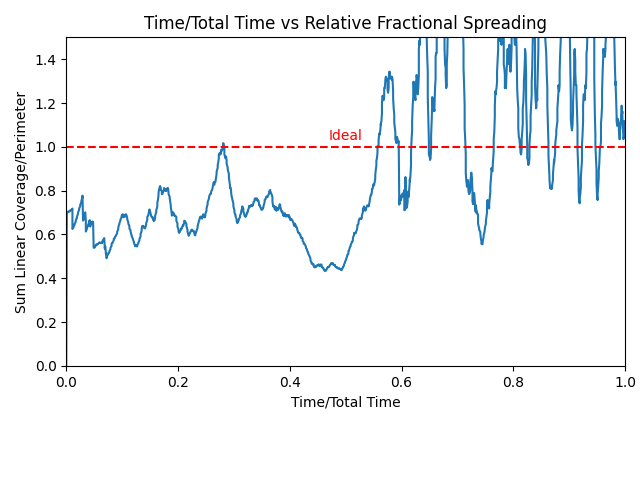 Time/Total Time vs Relative Fractional Spreading
Sum Linear Coverage/Perimeter
1.4
1.2
1.0
0.8
0.6
0.4
0.2
0.0
Ideal
0.0 0.2 0.4 0.6 0.8 1.0
Time/Total Time